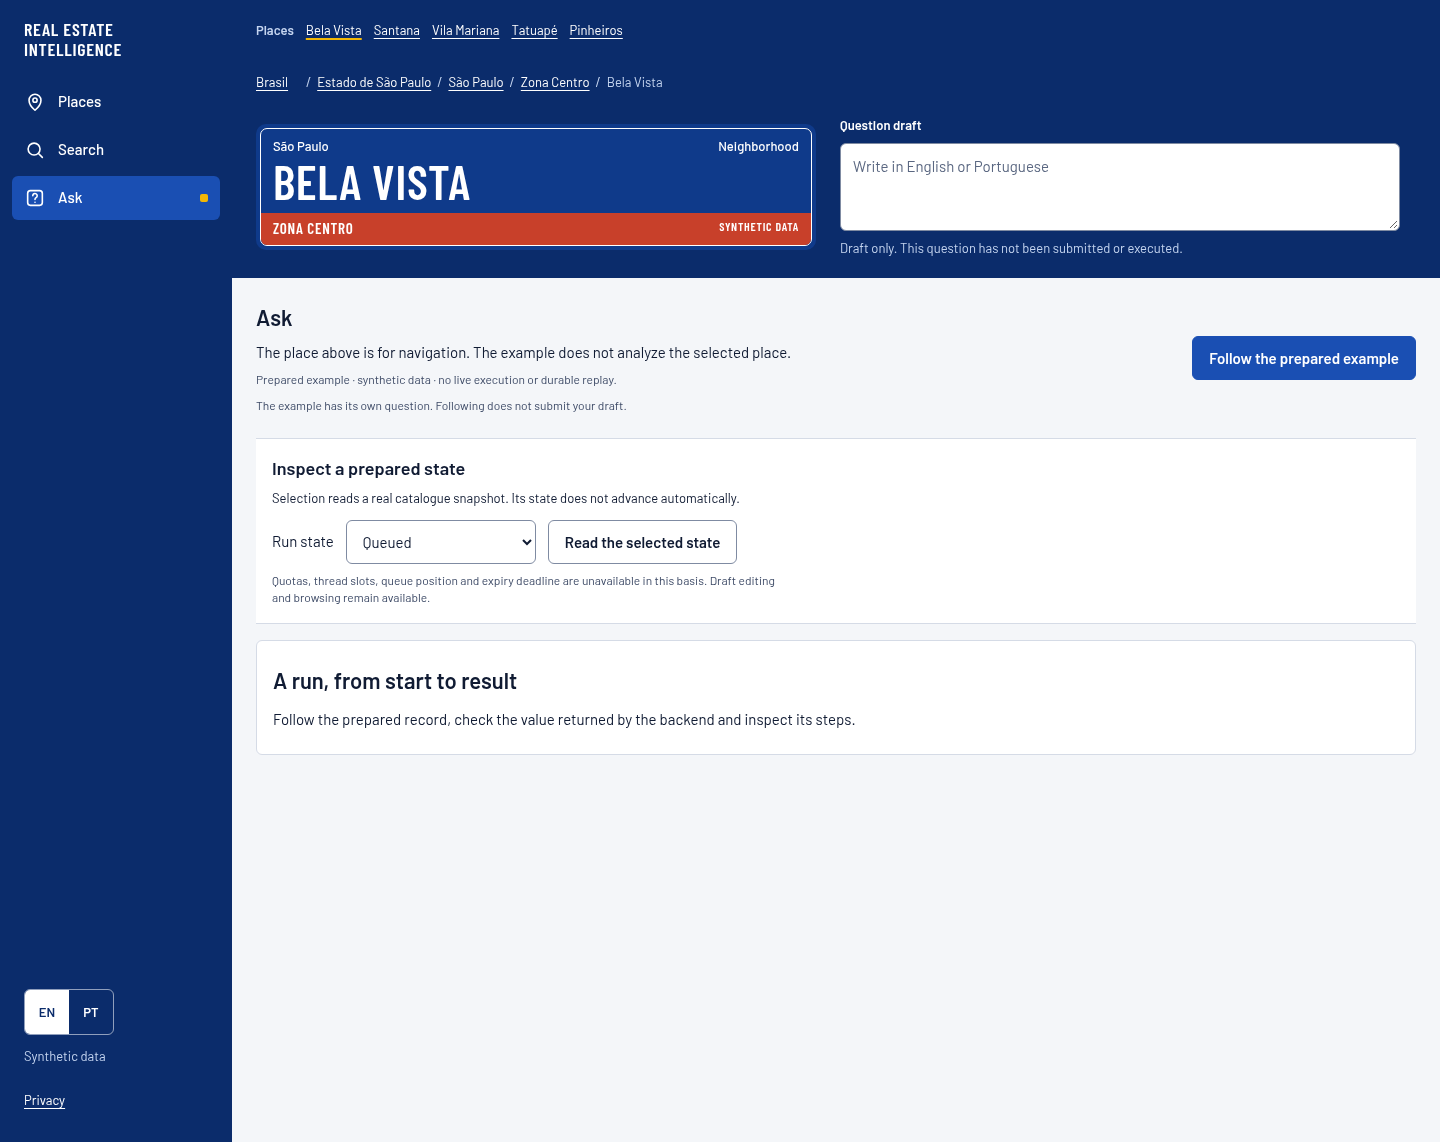 REAL ESTATE
INTELLIGENCE
Places
Search
Ask
EN PT
Synthetic data
Privacy
Places Bela Vista Santana Vila Mariana Tatuapé Pinheiros
Brasil / Estado de São Paulo / São Paulo / Zona Centro / Bela Vista
São Paulo Neighborhood
BELA VISTA
ZONA CENTRO SYNTHETIC DATA
Question draft
Write in English or Portuguese
Draft only. This question has not been submitted or executed.
Ask
The place above is for navigation. The example does not analyze the selected place.
Prepared example · synthetic data · no live execution or durable replay.
The example has its own question. Following does not submit your draft.
Follow the prepared example
Inspect a prepared state
Selection reads a real catalogue snapshot. Its state does not advance automatically.
Run state Queued Read the selected state
Quotas, thread slots, queue position and expiry deadline are unavailable in this basis. Draft editing
and browsing remain available.
A run, from start to result
Follow the prepared record, check the value returned by the backend and inspect its steps.